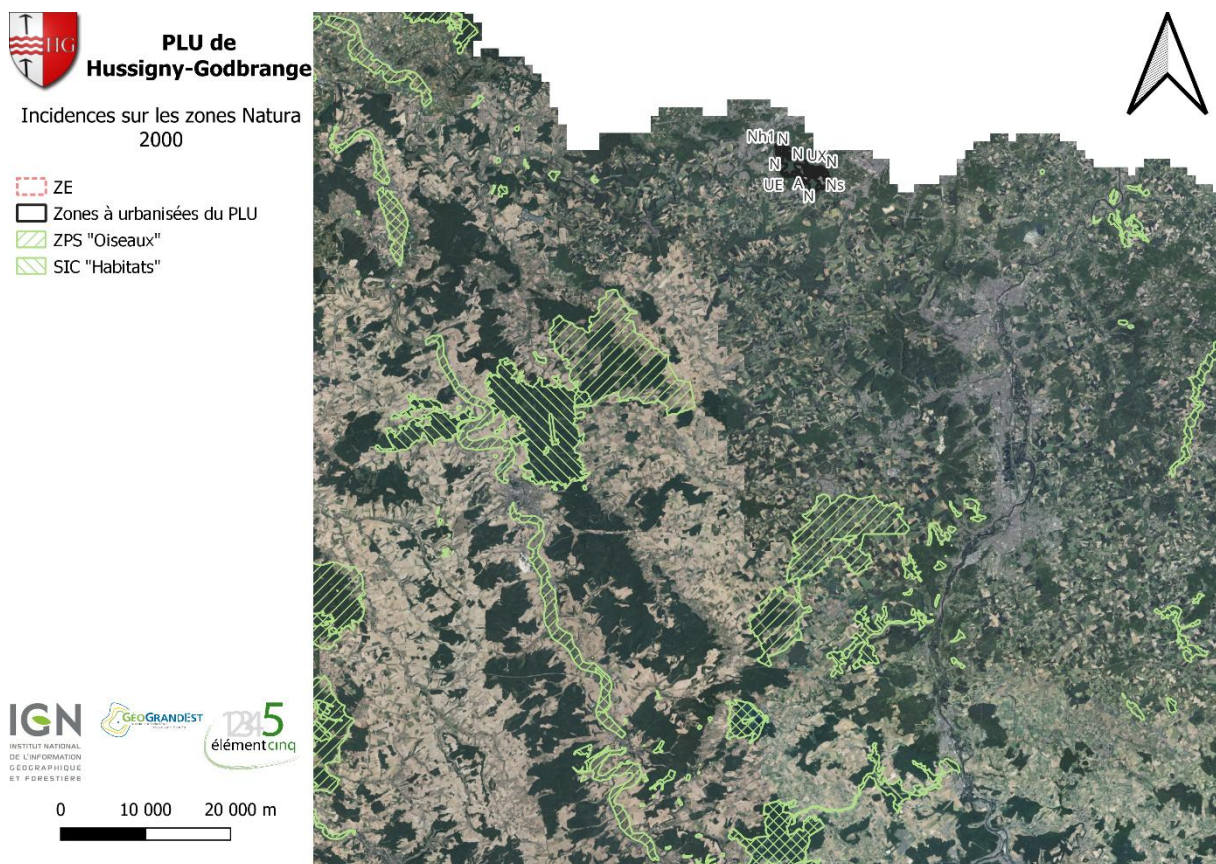 HG
PLU de
Hussigny-Godbrange
Incidences sur les zones Natura
2000
ZE
Zones à urbanisées du PLU
ZPS "Oiseaux"
SIC "Habitats"
Nh1 N
N UX N
N
UE A Ns
N
IGN
INSTITUT NATIONAL
DE L'INFORMATION
GÉOGRAPHIQUE
ET FORESTIÈRE
GÉOGRANDEST
12345
élémentcinq
0 10 000 20 000 m